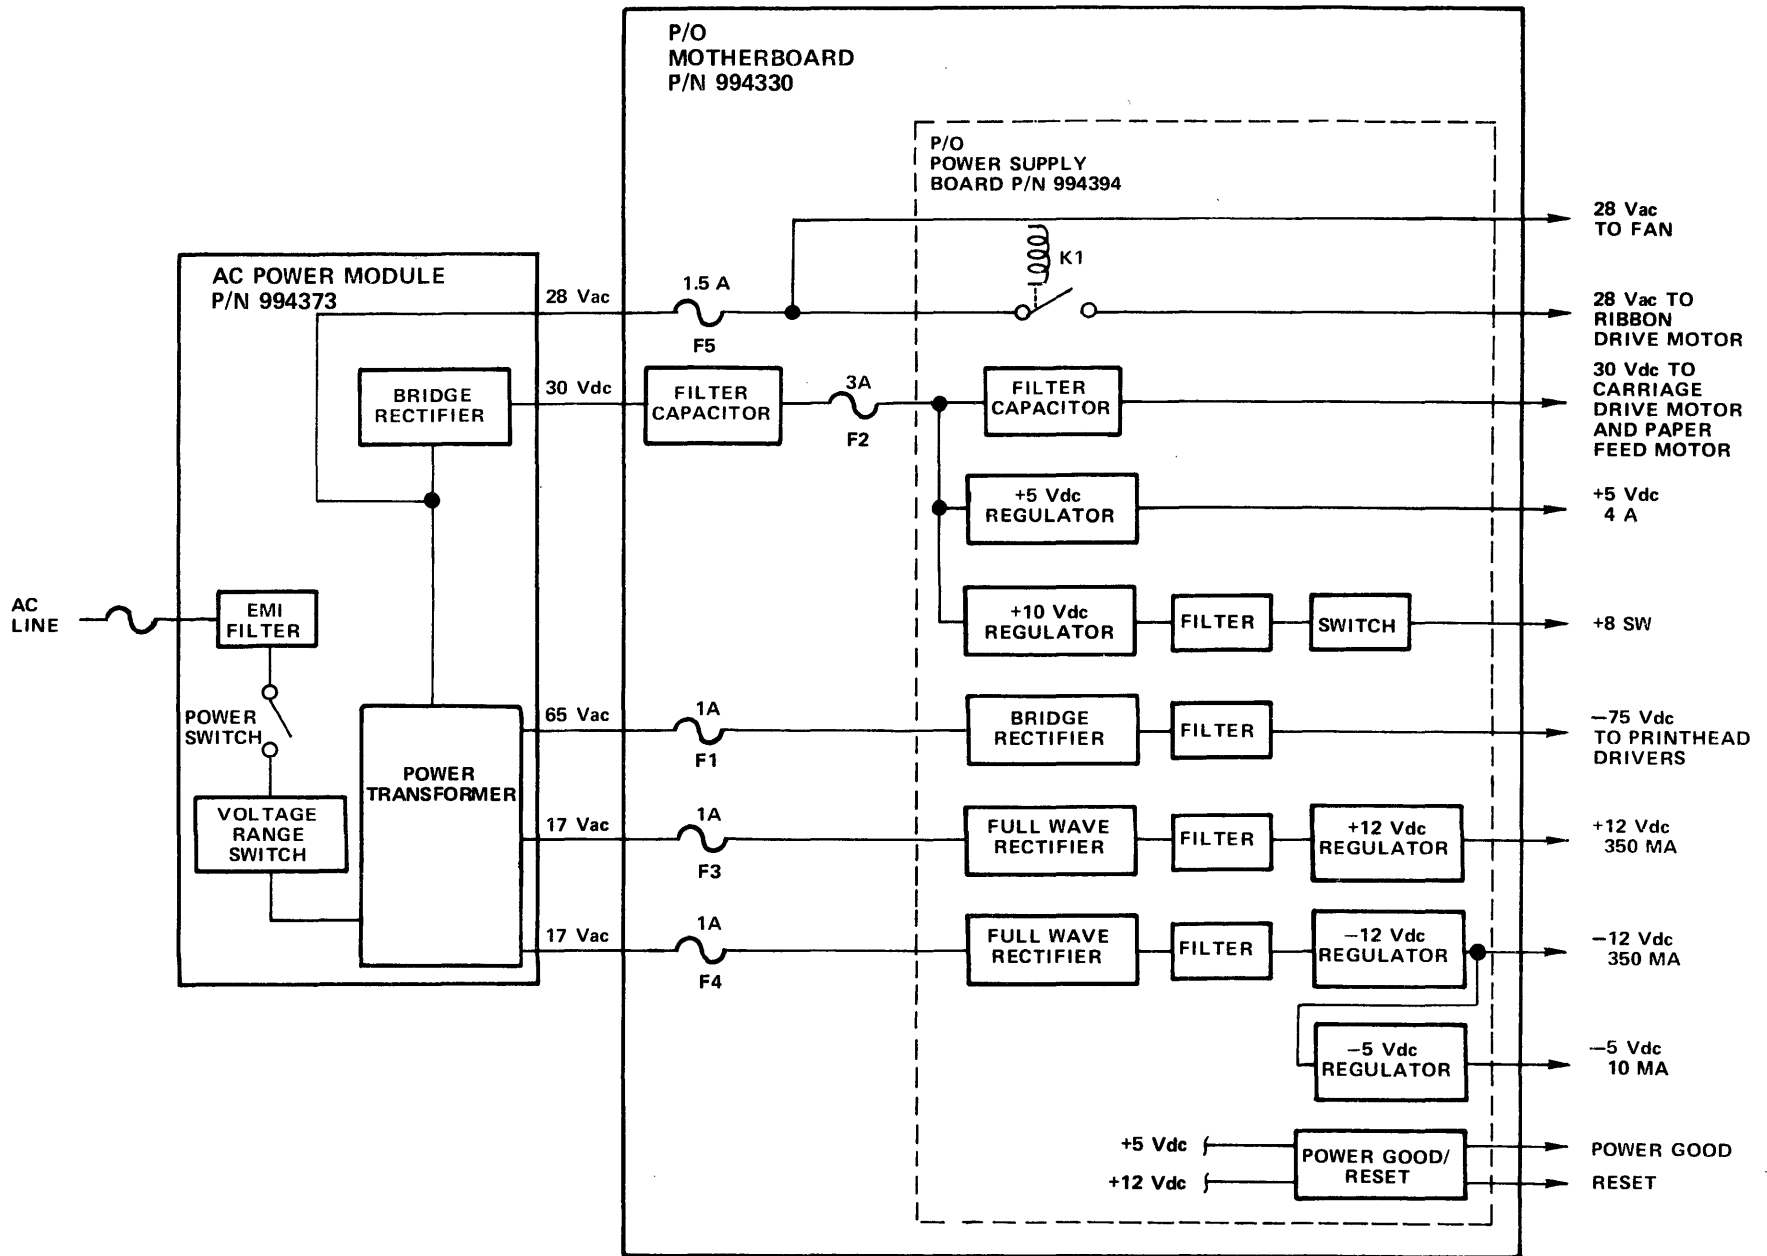 P/O
MOTHERBOARD
P/N 994330
P/O
POWER SUPPLY
BOARD P/N 994394
AC POWER MODULE
P/N 994373
28 Vac
1.5 A
F5
K1
28 Vac
TO FAN
28 Vac TO
RIBBON
DRIVE MOTOR
BRIDGE
RECTIFIER
30 Vdc
FILTER
CAPACITOR
3A
F2
FILTER
CAPACITOR
30 Vdc TO
CARRIAGE
DRIVE MOTOR
AND PAPER
FEED MOTOR
+5 Vdc
REGULATOR
+5 Vdc
4 A
AC
LINE
EMI
FILTER
+10 Vdc
REGULATOR
FILTER
SWITCH
+8 SW
POWER
SWITCH
VOLTAGE
RANGE
SWITCH
POWER
TRANSFORMER
65 Vac
1A
F1
BRIDGE
RECTIFIER
FILTER
−75 Vdc
TO PRINTHEAD
DRIVERS
17 Vac
1A
F3
FULL WAVE
RECTIFIER
FILTER
+12 Vdc
REGULATOR
+12 Vdc
350 MA
17 Vac
1A
F4
FULL WAVE
RECTIFIER
FILTER
−12 Vdc
REGULATOR
−12 Vdc
350 MA
−5 Vdc
REGULATOR
−5 Vdc
10 MA
+5 Vdc
+12 Vdc
POWER GOOD/
RESET
POWER GOOD
RESET